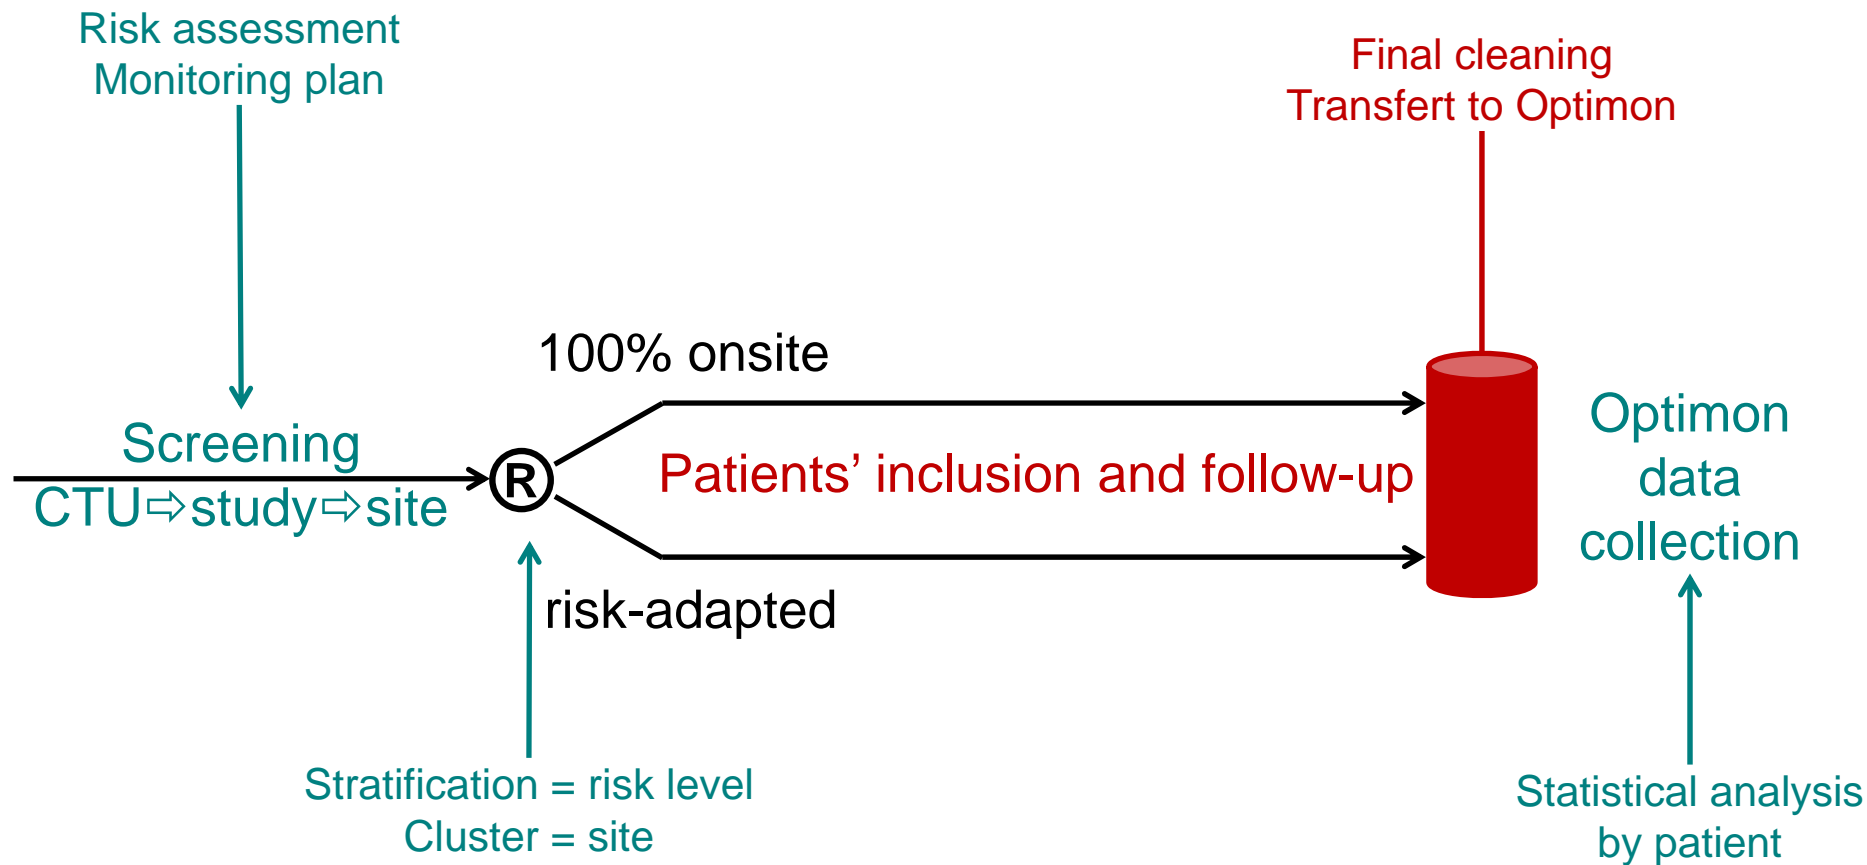 Risk assessment
Monitoring plan
Final cleaning
Transfert to Optimon
100% onsite
Screening
CTU⇨study⇨site
R
Patients’ inclusion and follow-up
risk-adapted
Optimon
data
collection
Stratification = risk level
Cluster = site
Statistical analysis
by patient